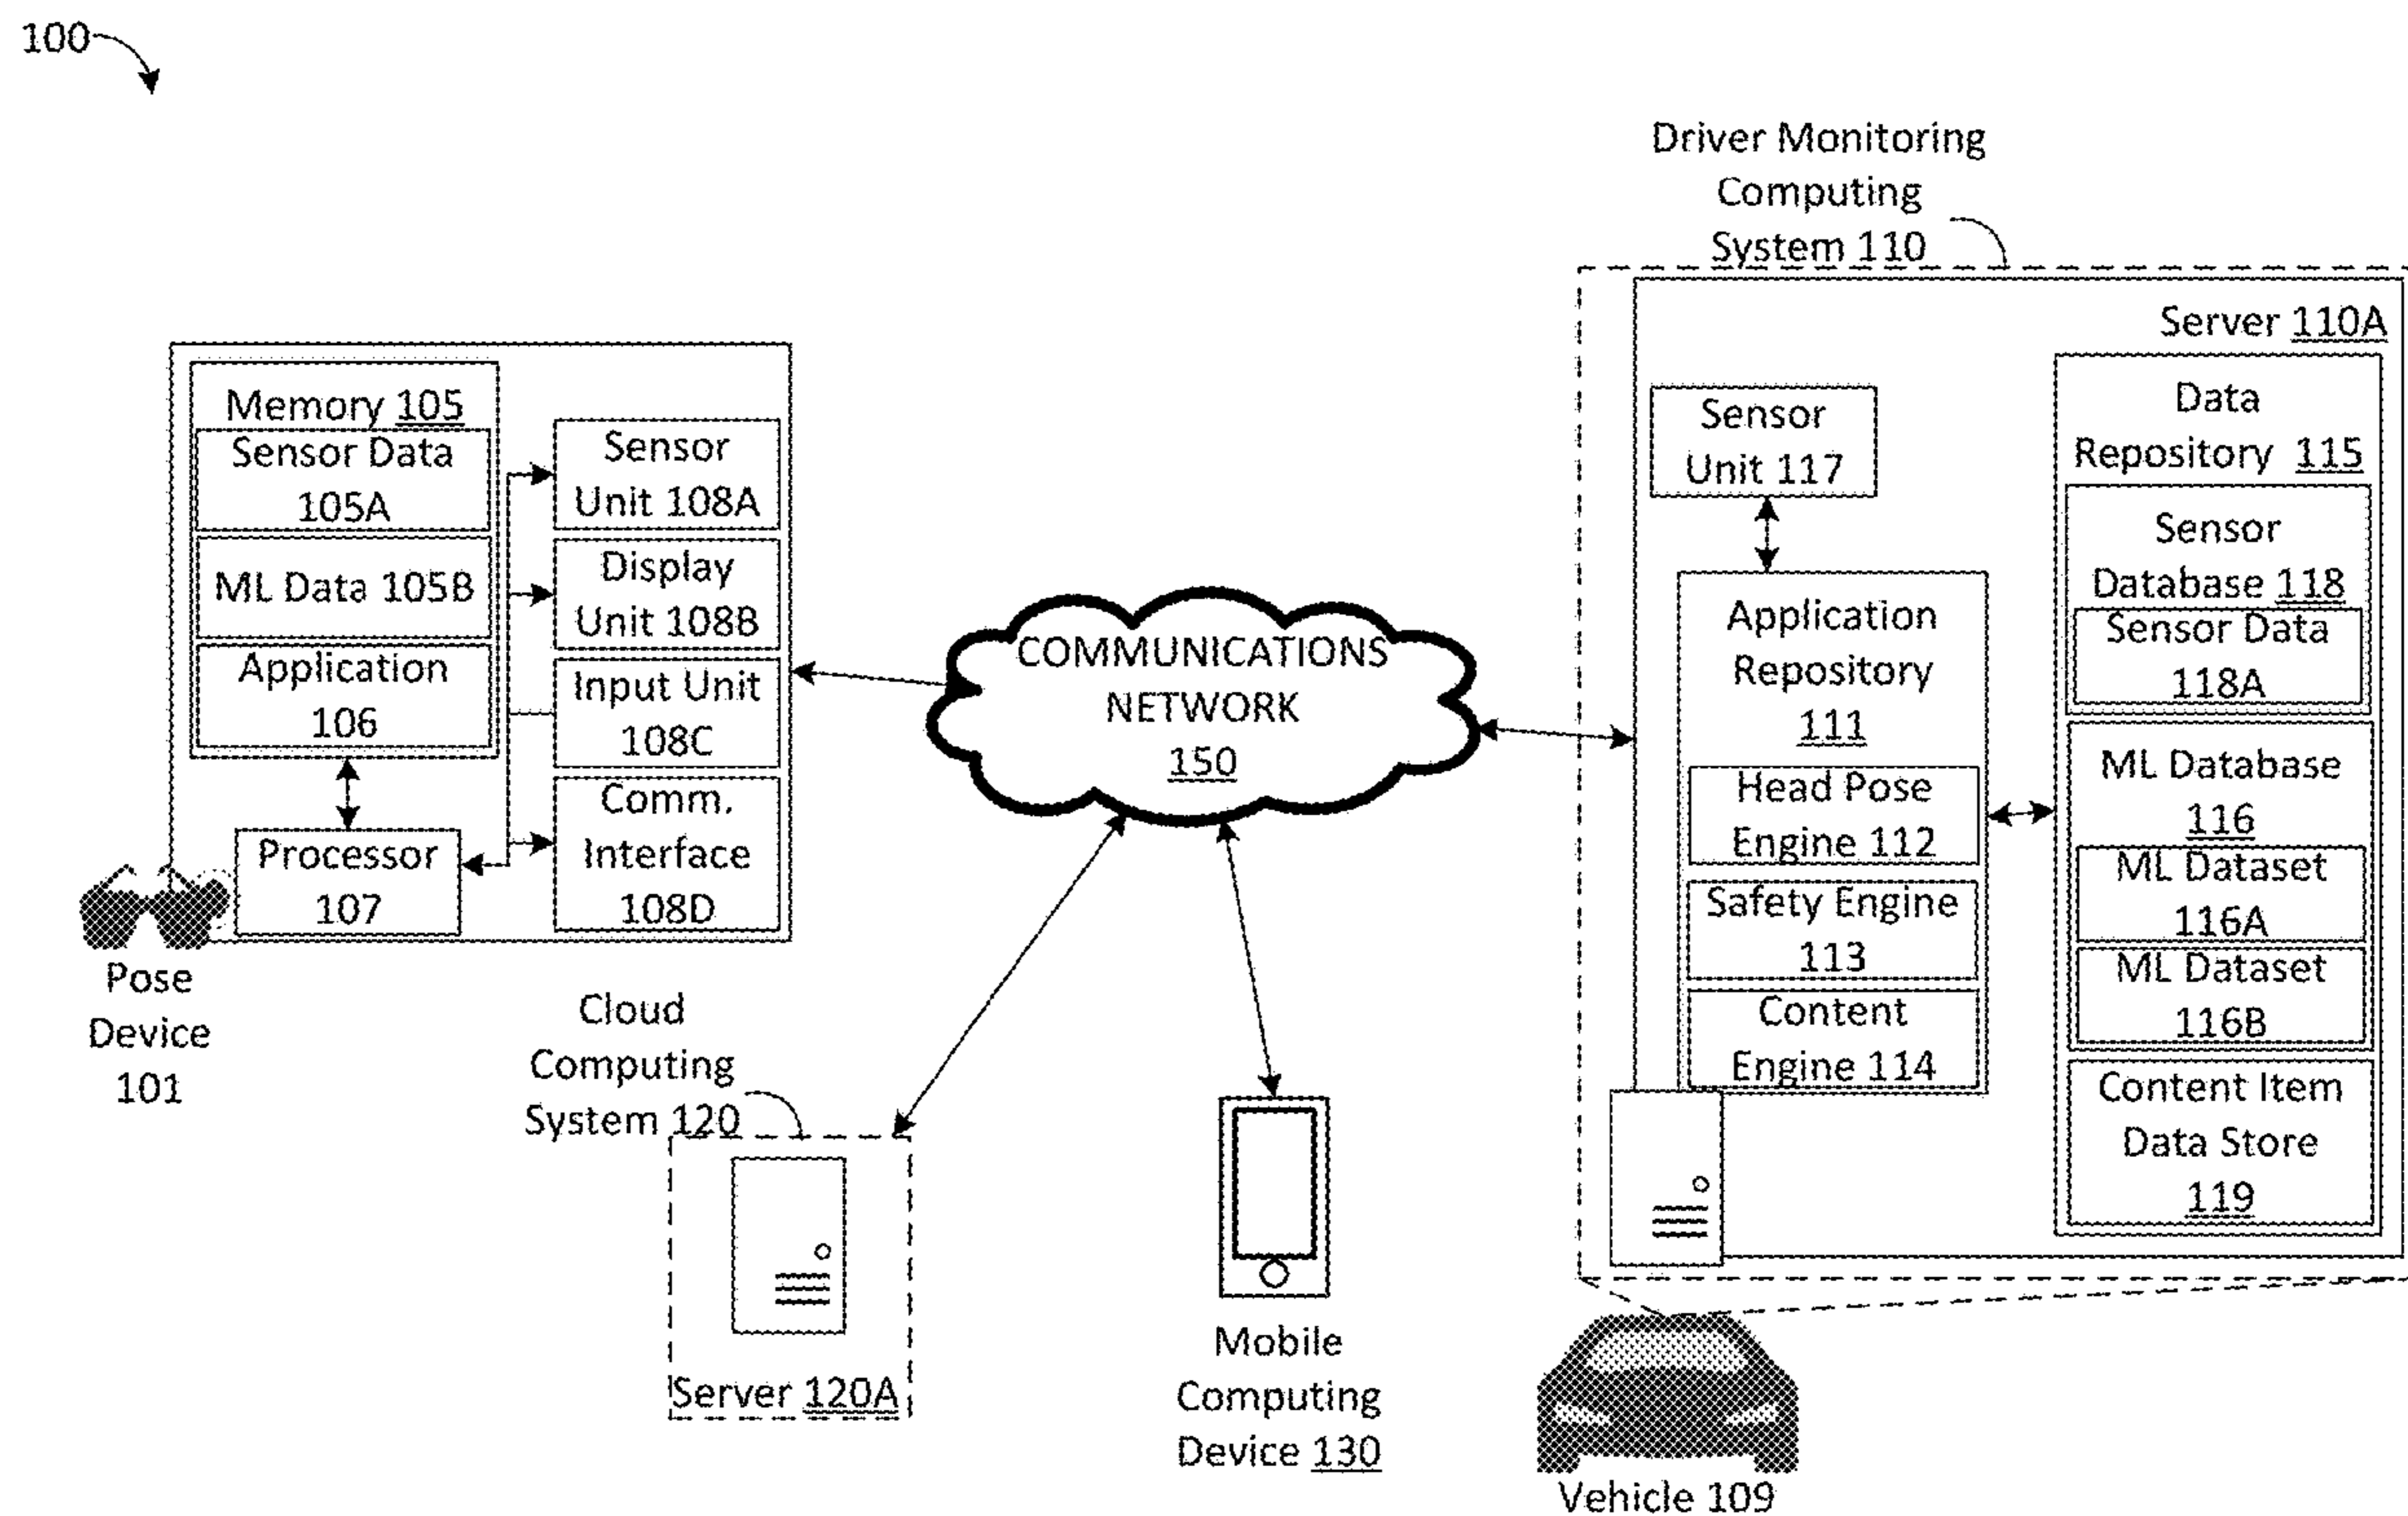 100
Driver Monitoring
Computing
System 110
Server 110A
Memory 105
Sensor Data
105A
ML Data 105B
Application
106
Processor
107
Sensor
Unit 108A
Display
Unit 108B
Input Unit
108C
Comm.
Interface
108D
Pose
Device
101
COMMUNICATIONS
NETWORK
150
Cloud
Computing
System 120
Server 120A
Mobile
Computing
Device 130
Sensor
Unit 117
Application
Repository
111
Head Pose
Engine 112
Safety Engine
113
Content
Engine 114
Data
Repository 115
Sensor
Database 118
Sensor Data
118A
ML Database
116
ML Dataset
116A
ML Dataset
116B
Content Item
Data Store
119
Vehicle 109